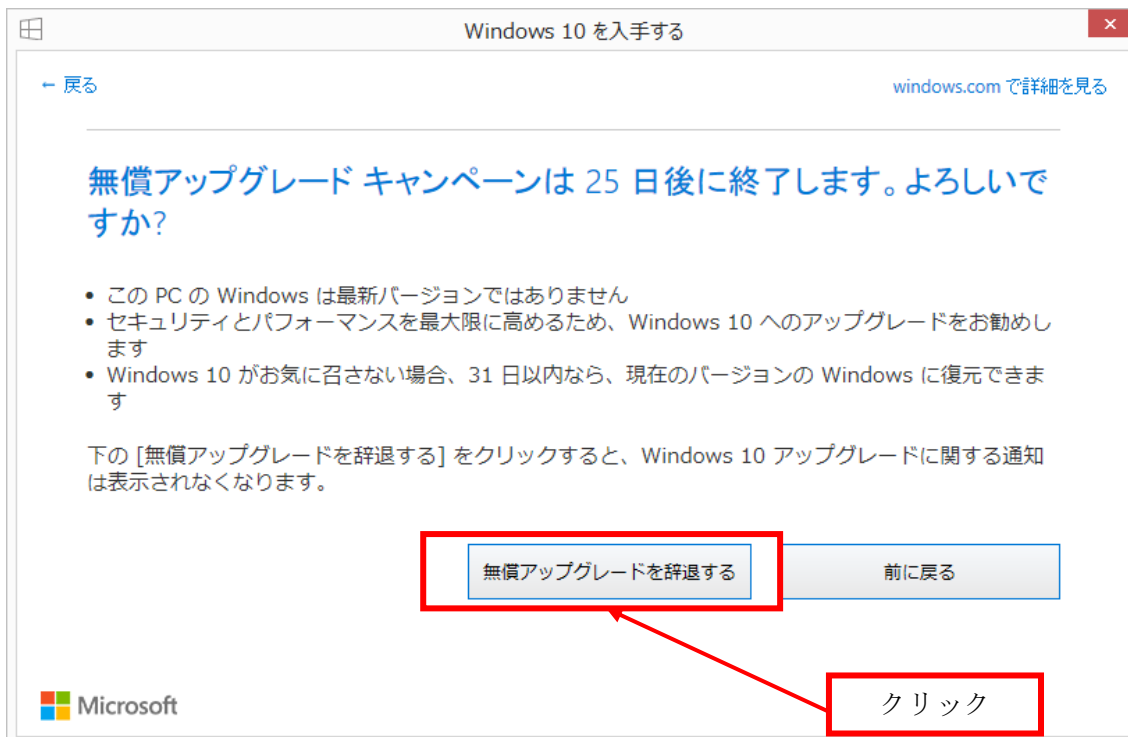 Windows 10 を入手する
← 戻る
windows.com で詳細を見る
無償アップグレード キャンペーンは 25 日後に終了します。よろしいで
すか?
• この PC の Windows は最新バージョンではありません
• セキュリティとパフォーマンスを最大限に高めるため、Windows 10 へのアップグレードをお勧めし
ます
• Windows 10 がお気に召さない場合、31 日以内なら、現在のバージョンの Windows に復元できま
す
下の [無償アップグレードを辞退する] をクリックすると、Windows 10 アップグレードに関する通知
は表示されなくなります。
無償アップグレードを辞退する
前に戻る
クリック
Microsoft